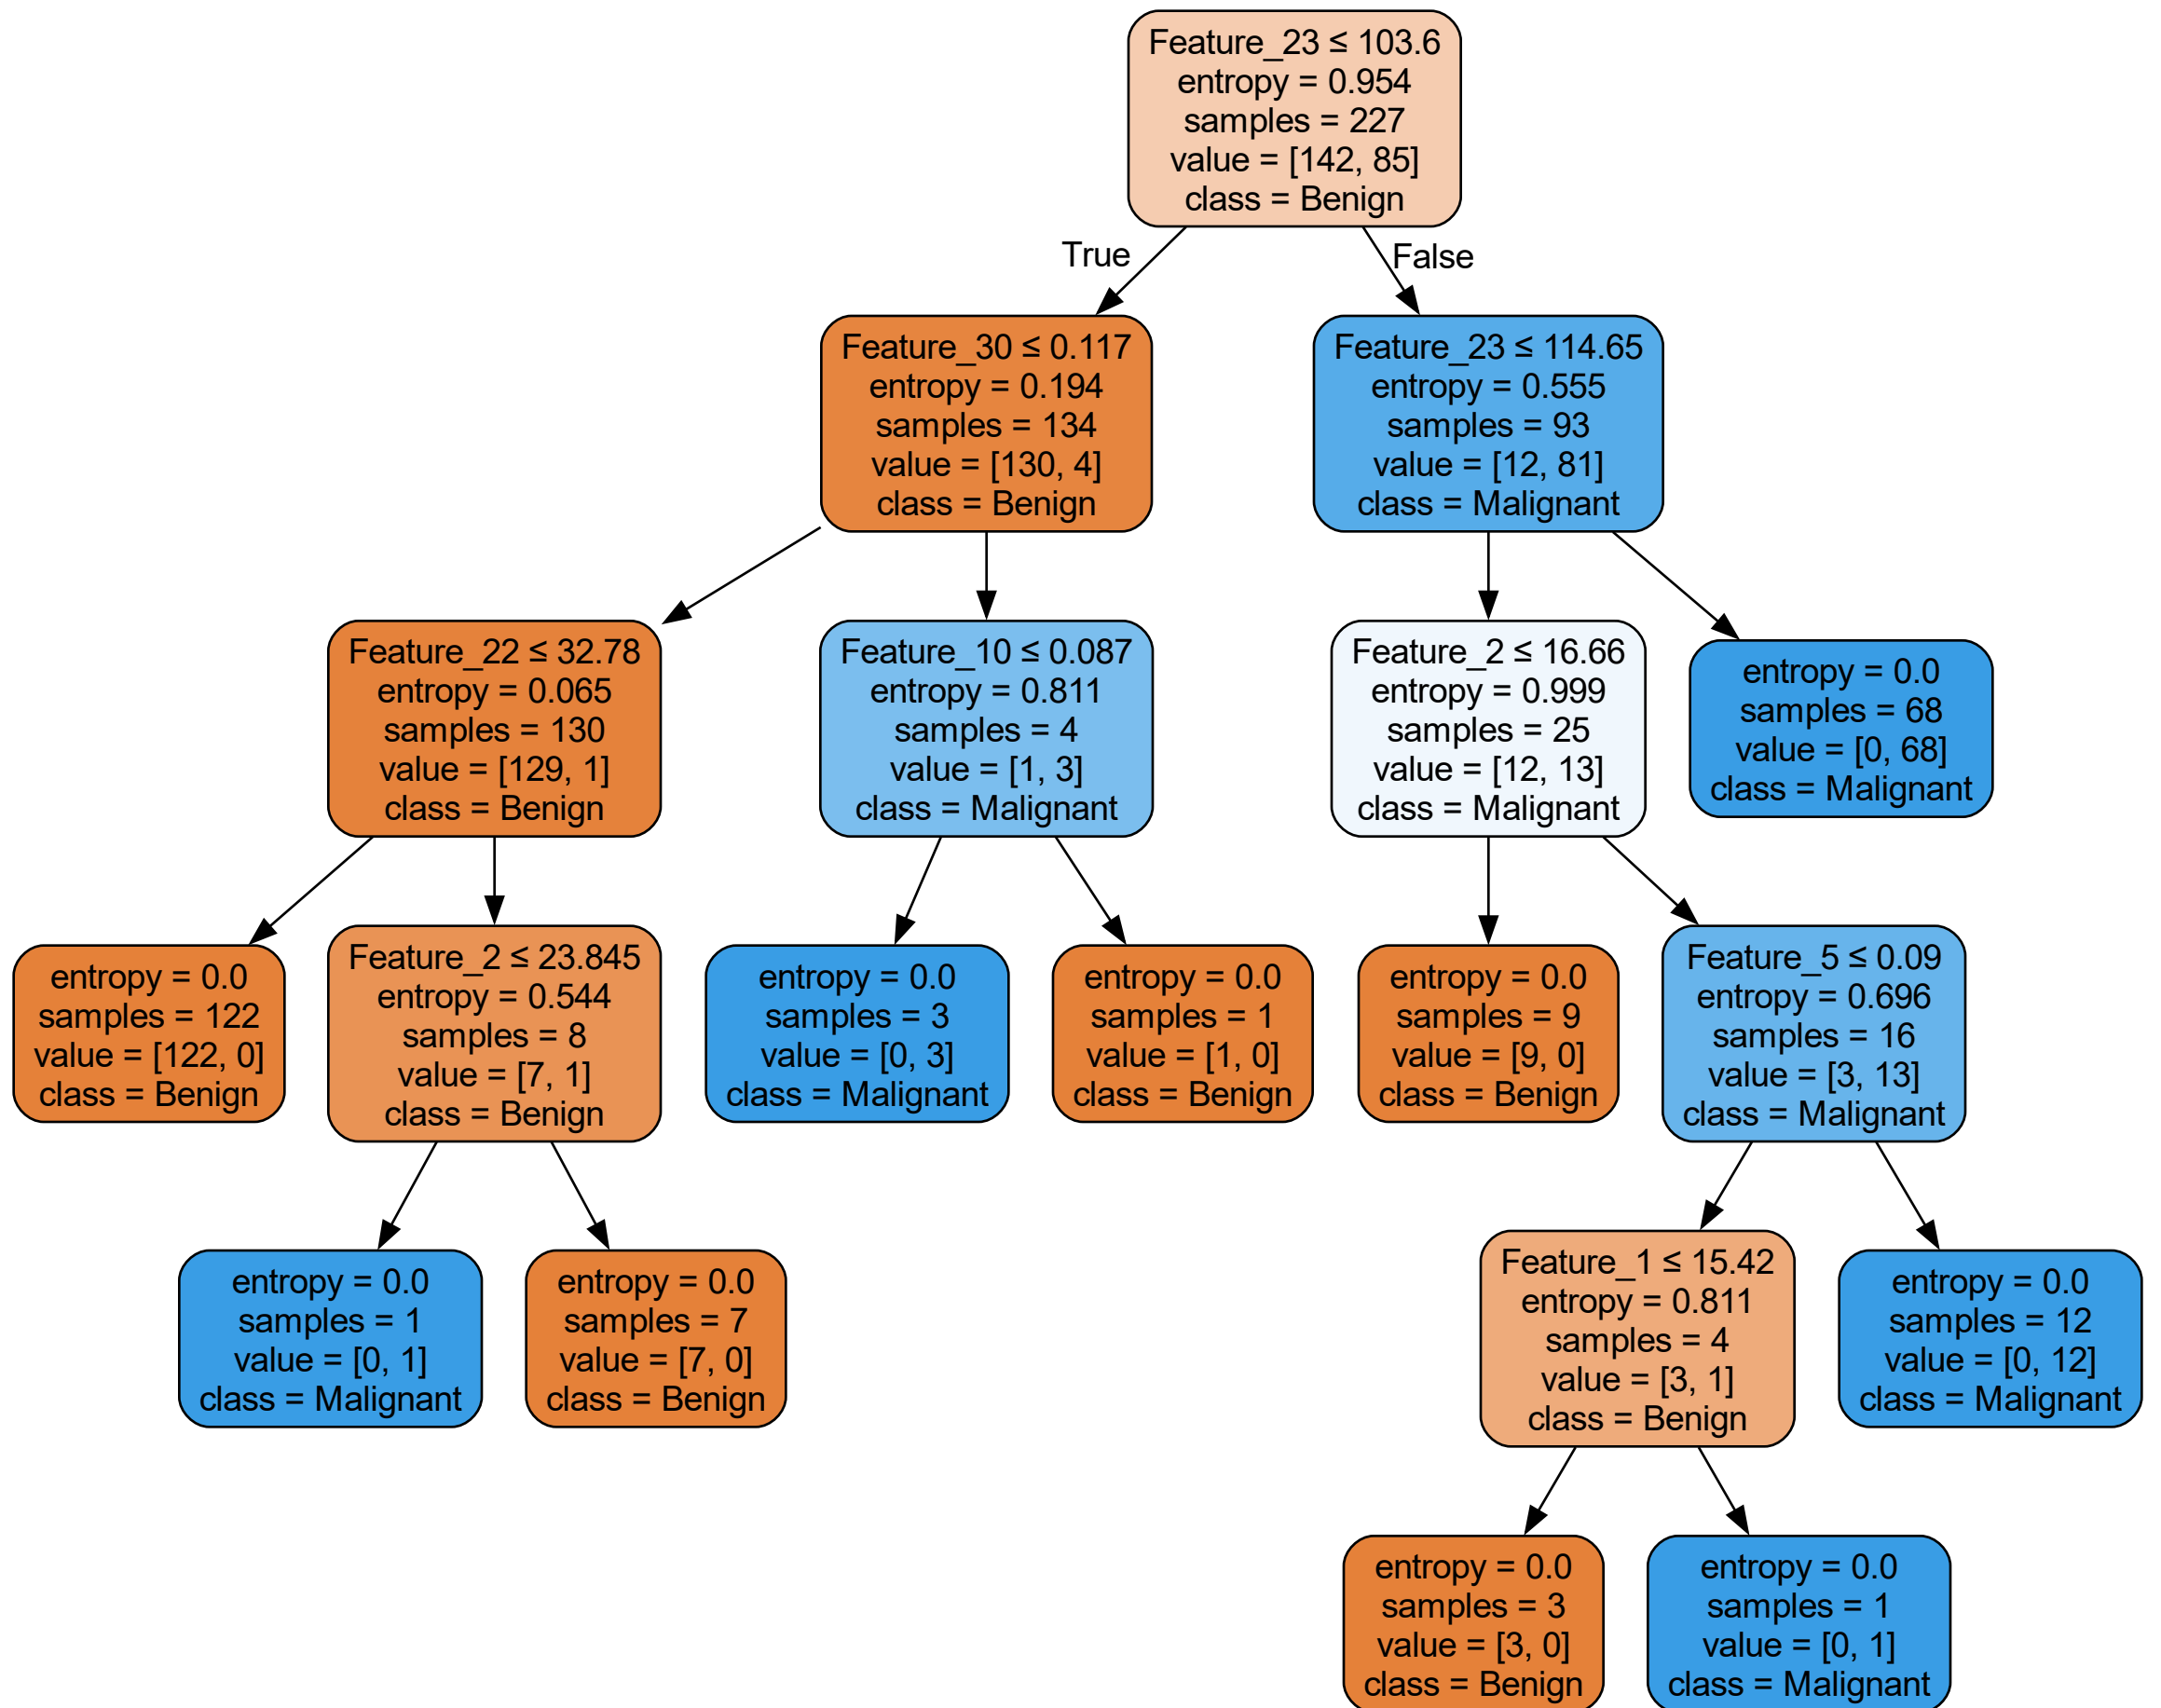 Feature_23 ≤ 103.6
entropy = 0.954
samples = 227
value = [142, 85]
class = Benign
True
False
Feature_30 ≤ 0.117
entropy = 0.194
samples = 134
value = [130, 4]
class = Benign
Feature_23 ≤ 114.65
entropy = 0.555
samples = 93
value = [12, 81]
class = Malignant
Feature_22 ≤ 32.78
entropy = 0.065
samples = 130
value = [129, 1]
class = Benign
Feature_10 ≤ 0.087
entropy = 0.811
samples = 4
value = [1, 3]
class = Malignant
Feature_2 ≤ 16.66
entropy = 0.999
samples = 25
value = [12, 13]
class = Malignant
entropy = 0.0
samples = 68
value = [0, 68]
class = Malignant
entropy = 0.0
samples = 122
value = [122, 0]
class = Benign
Feature_2 ≤ 23.845
entropy = 0.544
samples = 8
value = [7, 1]
class = Benign
entropy = 0.0
samples = 3
value = [0, 3]
class = Malignant
entropy = 0.0
samples = 1
value = [1, 0]
class = Benign
entropy = 0.0
samples = 9
value = [9, 0]
class = Benign
Feature_5 ≤ 0.09
entropy = 0.696
samples = 16
value = [3, 13]
class = Malignant
entropy = 0.0
samples = 1
value = [0, 1]
class = Malignant
entropy = 0.0
samples = 7
value = [7, 0]
class = Benign
Feature_1 ≤ 15.42
entropy = 0.811
samples = 4
value = [3, 1]
class = Benign
entropy = 0.0
samples = 12
value = [0, 12]
class = Malignant
entropy = 0.0
samples = 3
value = [3, 0]
class = Benign
entropy = 0.0
samples = 1
value = [0, 1]
class = Malignant